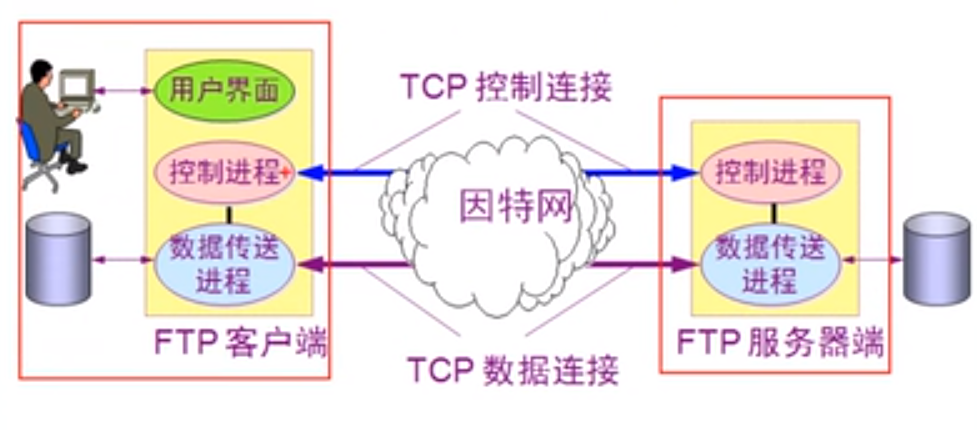 用户界面
TCP 控制连接
控制进程
因特网
控制进程
数据传送
进程
数据传送
进程
FTP 客户端
FTP 服务器端
TCP 数据连接